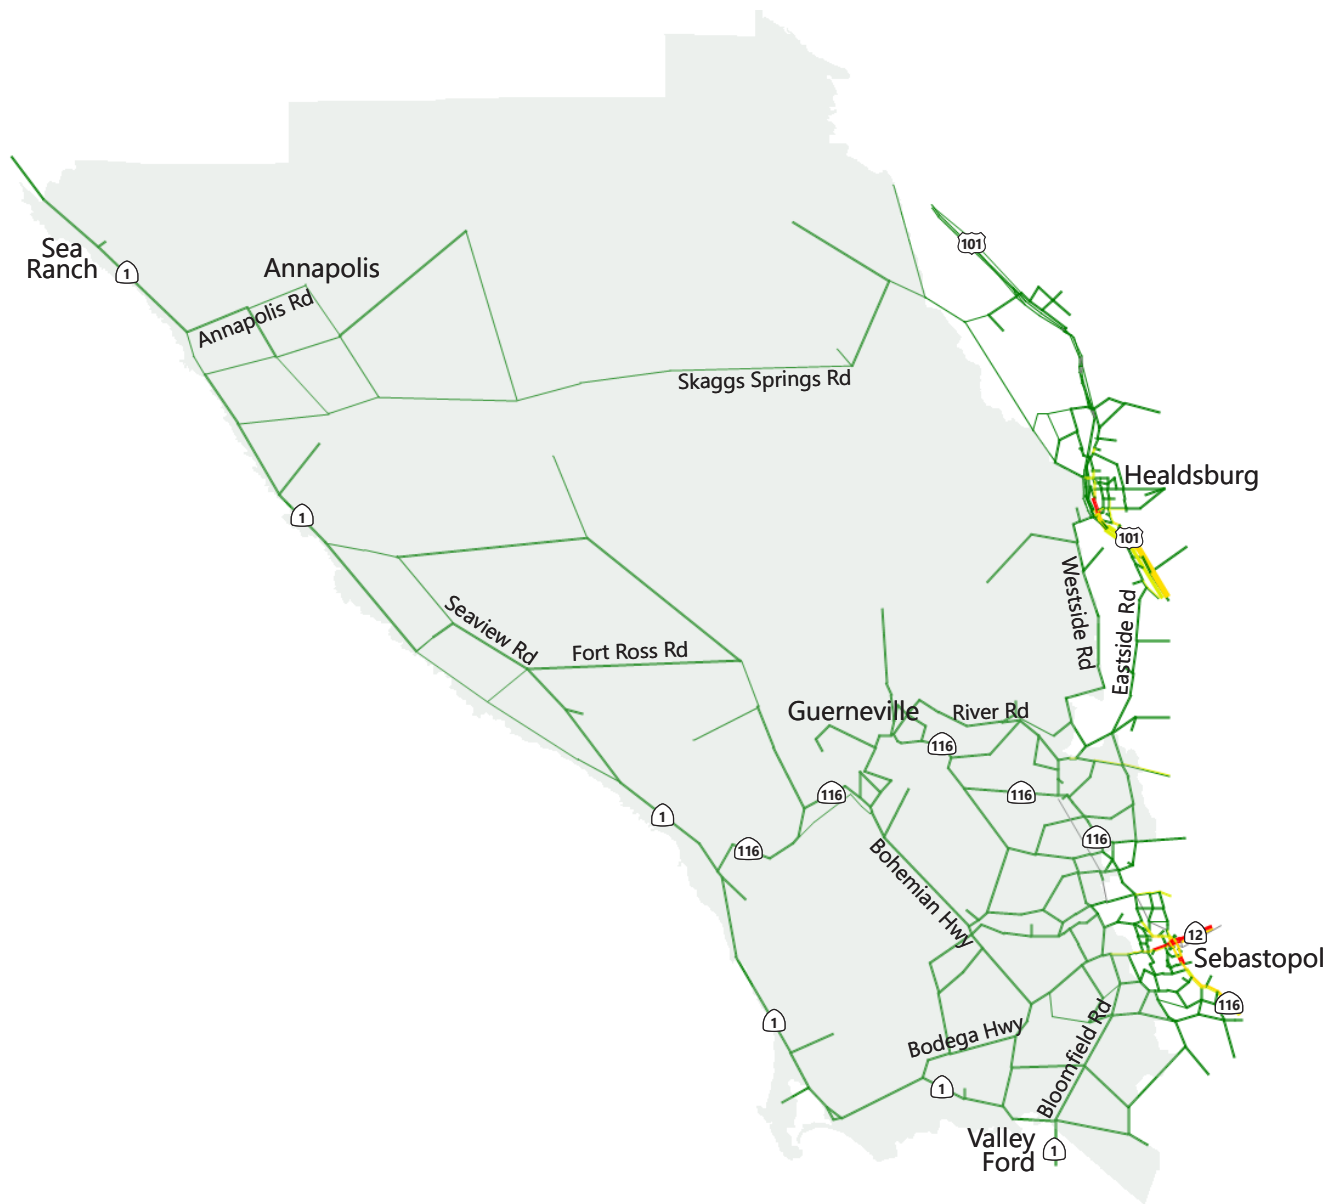 101
Sea
Ranch
1
Annapolis
Annapolis Rd
Skaggs Springs Rd
Healdsburg
1
101
Westside Rd
Eastside Rd
Seaview Rd
Fort Ross Rd
Guerneville
River Rd
116
116
116
1
116
116
Bohemian Hwy
12
Sebastopol
116
1
Bodega Hwy
Bloomfield Rd
1
Valley
Ford
1